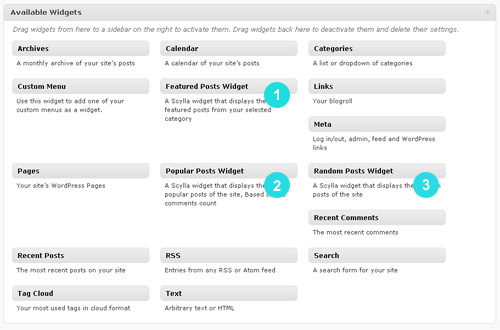 Available Widgets
Drag widgets from here to a sidebar on the right to activate them. Drag widgets back here to deactivate them and delete their settings.
Archives
A monthly archive of your site's posts
Calendar
A calendar of your site's posts
Categories
A list or dropdown of categories
Custom Menu
Use this widget to add one of your
custom menus as a widget.
Featured Posts Widget
A Scylla widget that displays the
featured posts from your selected
category
1
Links
Your blogroll
Meta
Log in/out, admin, feed and WordPress
links
Pages
Your site's WordPress Pages
Popular Posts Widget
A Scylla widget that displays the
popular posts of the site, Based
comments count
2
Random Posts Widget
A Scylla widget that displays the
posts of the site
3
Recent Comments
The most recent comments
Recent Posts
The most recent posts on your site
RSS
Entries from any RSS or Atom feed
Search
A search form for your site
Tag Cloud
Your most used tags in cloud format
Text
Arbitrary text or HTML